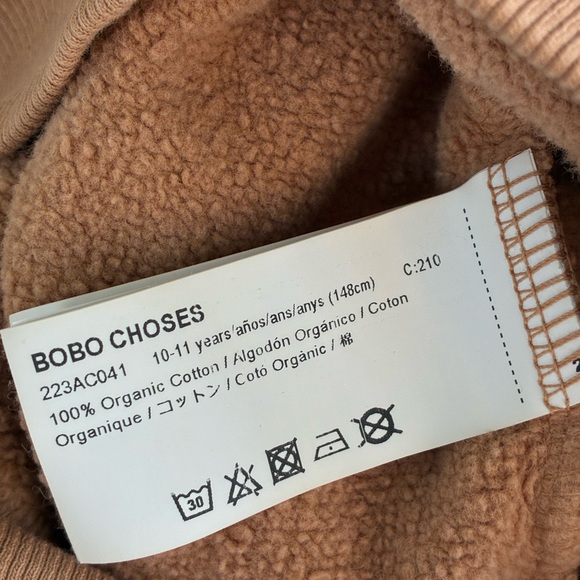 BOBO CHOSES
223AC041 10-11 years/años/ans/anys (148cm) C:210
100% Organic Cotton / Algodón Orgánico / Coton
Organique / コットン / Cotó Orgànic / 棉
30
2